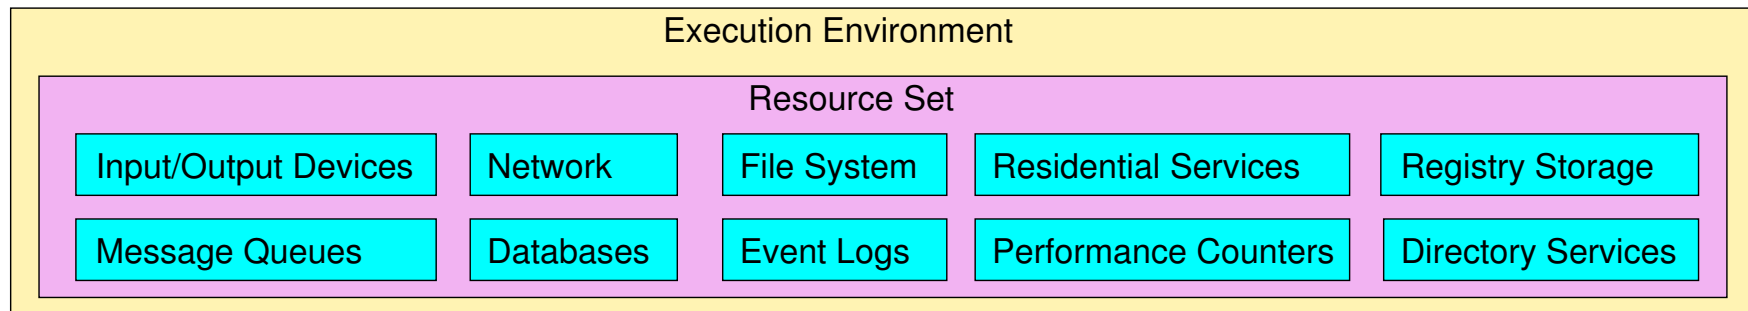 Execution Environment
Resource Set
Input/Output Devices
Network
File System
Residential Services
Registry Storage
Message Queues
Databases
Event Logs
Performance Counters
Directory Services